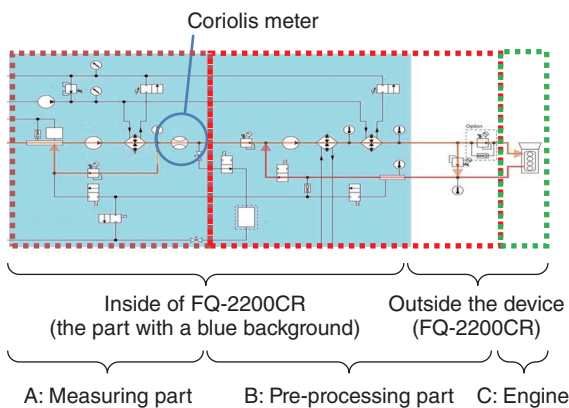 Coriolis meter
Option
Inside of FQ-2200CR
(the part with a blue background)
Outside the device
(FQ-2200CR)
A: Measuring part
B: Pre-processing part
C: Engine